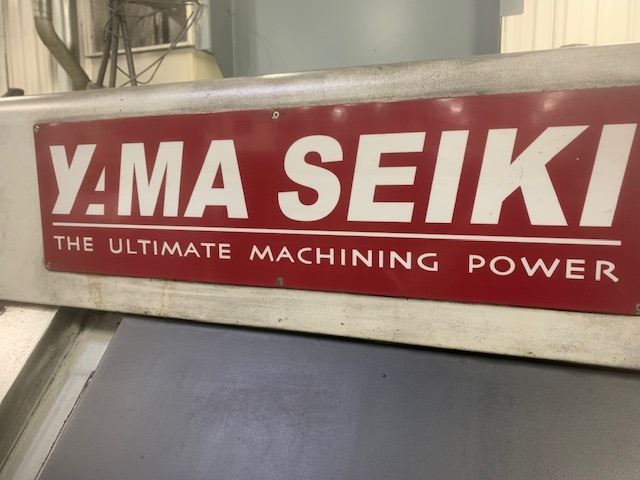 YAMA SEIKI
THE ULTIMATE MACHINING POWER